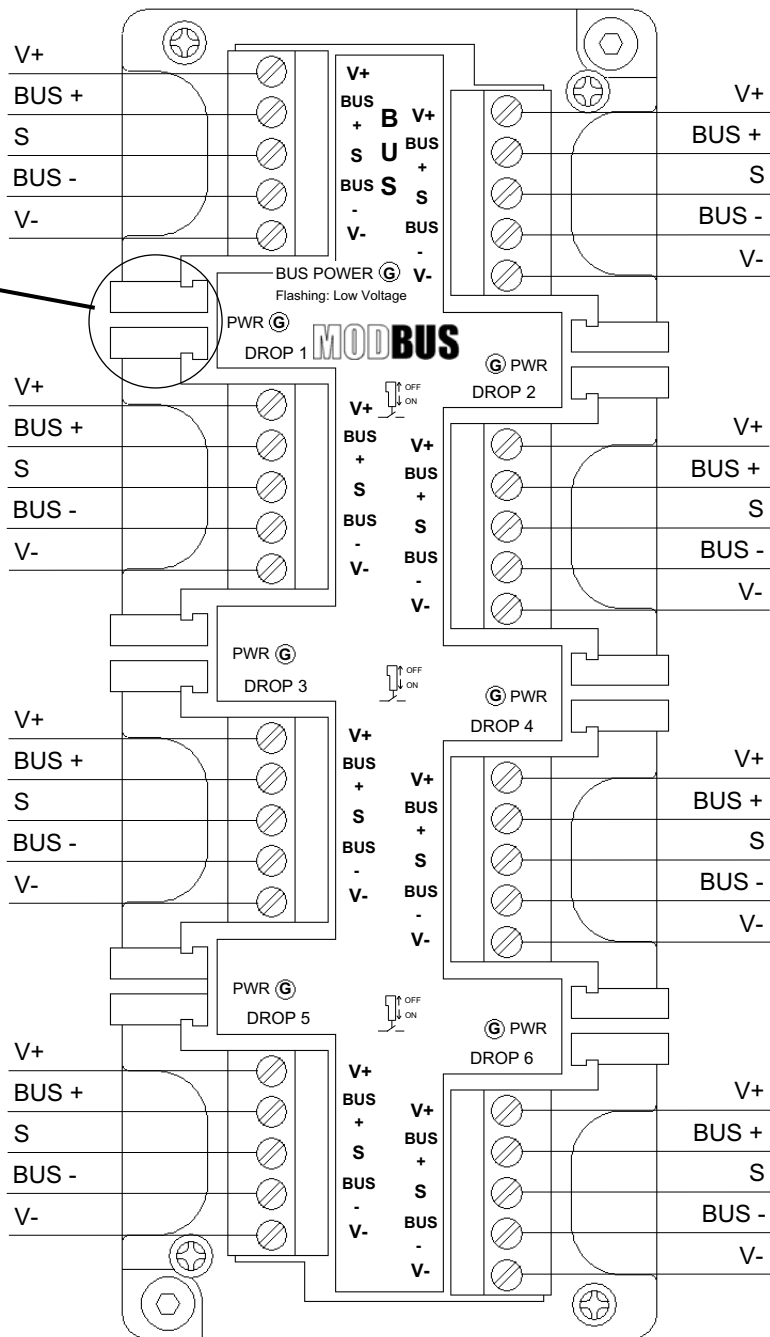 V+
BUS +
S
BUS -
V-
V+
BUS
+
S
BUS
-
V-
B
U
S
V+
BUS
+
S
BUS
-
V-
V+
BUS +
S
BUS -
V-
BUS POWER G
Flashing: Low Voltage
PWR G
DROP 1
MODBUS
G PWR
DROP 2
OFF
ON
V+
BUS +
S
BUS -
V-
V+
BUS
+
S
BUS
-
V-
V+
BUS
+
S
BUS
-
V-
V+
BUS +
S
BUS -
V-
PWR G
DROP 3
OFF
ON
G PWR
DROP 4
V+
BUS +
S
BUS -
V-
V+
BUS
+
S
BUS
-
V-
V+
BUS
+
S
BUS
-
V-
V+
BUS +
S
BUS -
V-
PWR G
DROP 5
OFF
ON
G PWR
DROP 6
V+
BUS +
S
BUS -
V-
V+
BUS
+
S
BUS
-
V-
V+
BUS
+
S
BUS
-
V-
V+
BUS +
S
BUS -
V-